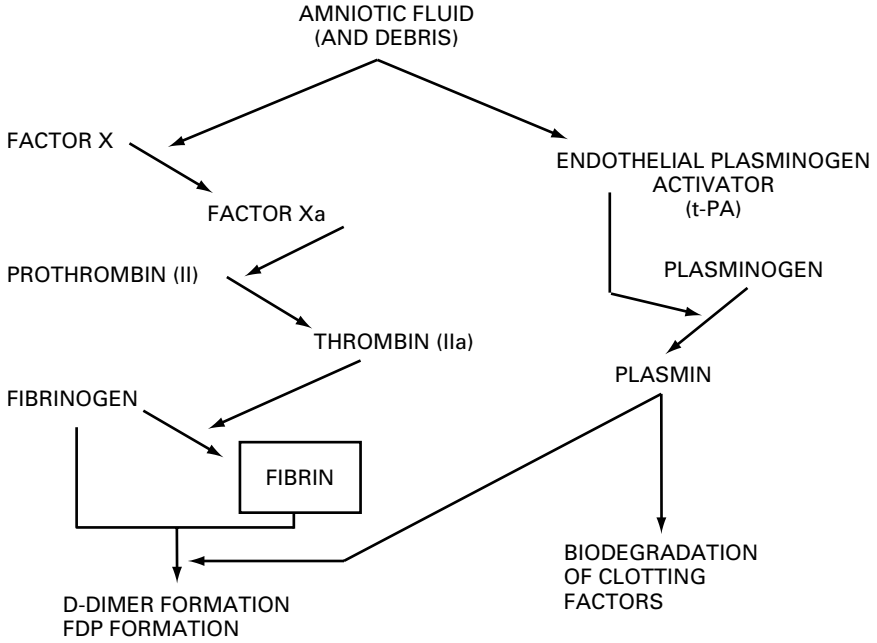 AMNIOTIC FLUID
(AND DEBRIS)
FACTOR X
ENDOTHELIAL PLASMINOGEN
ACTIVATOR
(t-PA)
FACTOR Xa
PROTHROMBIN (II)
PLASMINOGEN
THROMBIN (IIa)
PLASMIN
FIBRINOGEN
FIBRIN
BIODEGRADATION
OF CLOTTING
FACTORS
D-DIMER FORMATION
FDP FORMATION